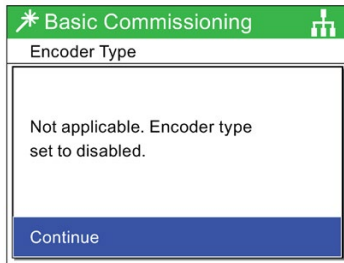 Basic Commissioning
Encoder Type
Not applicable. Encoder type
set to disabled.
Continue